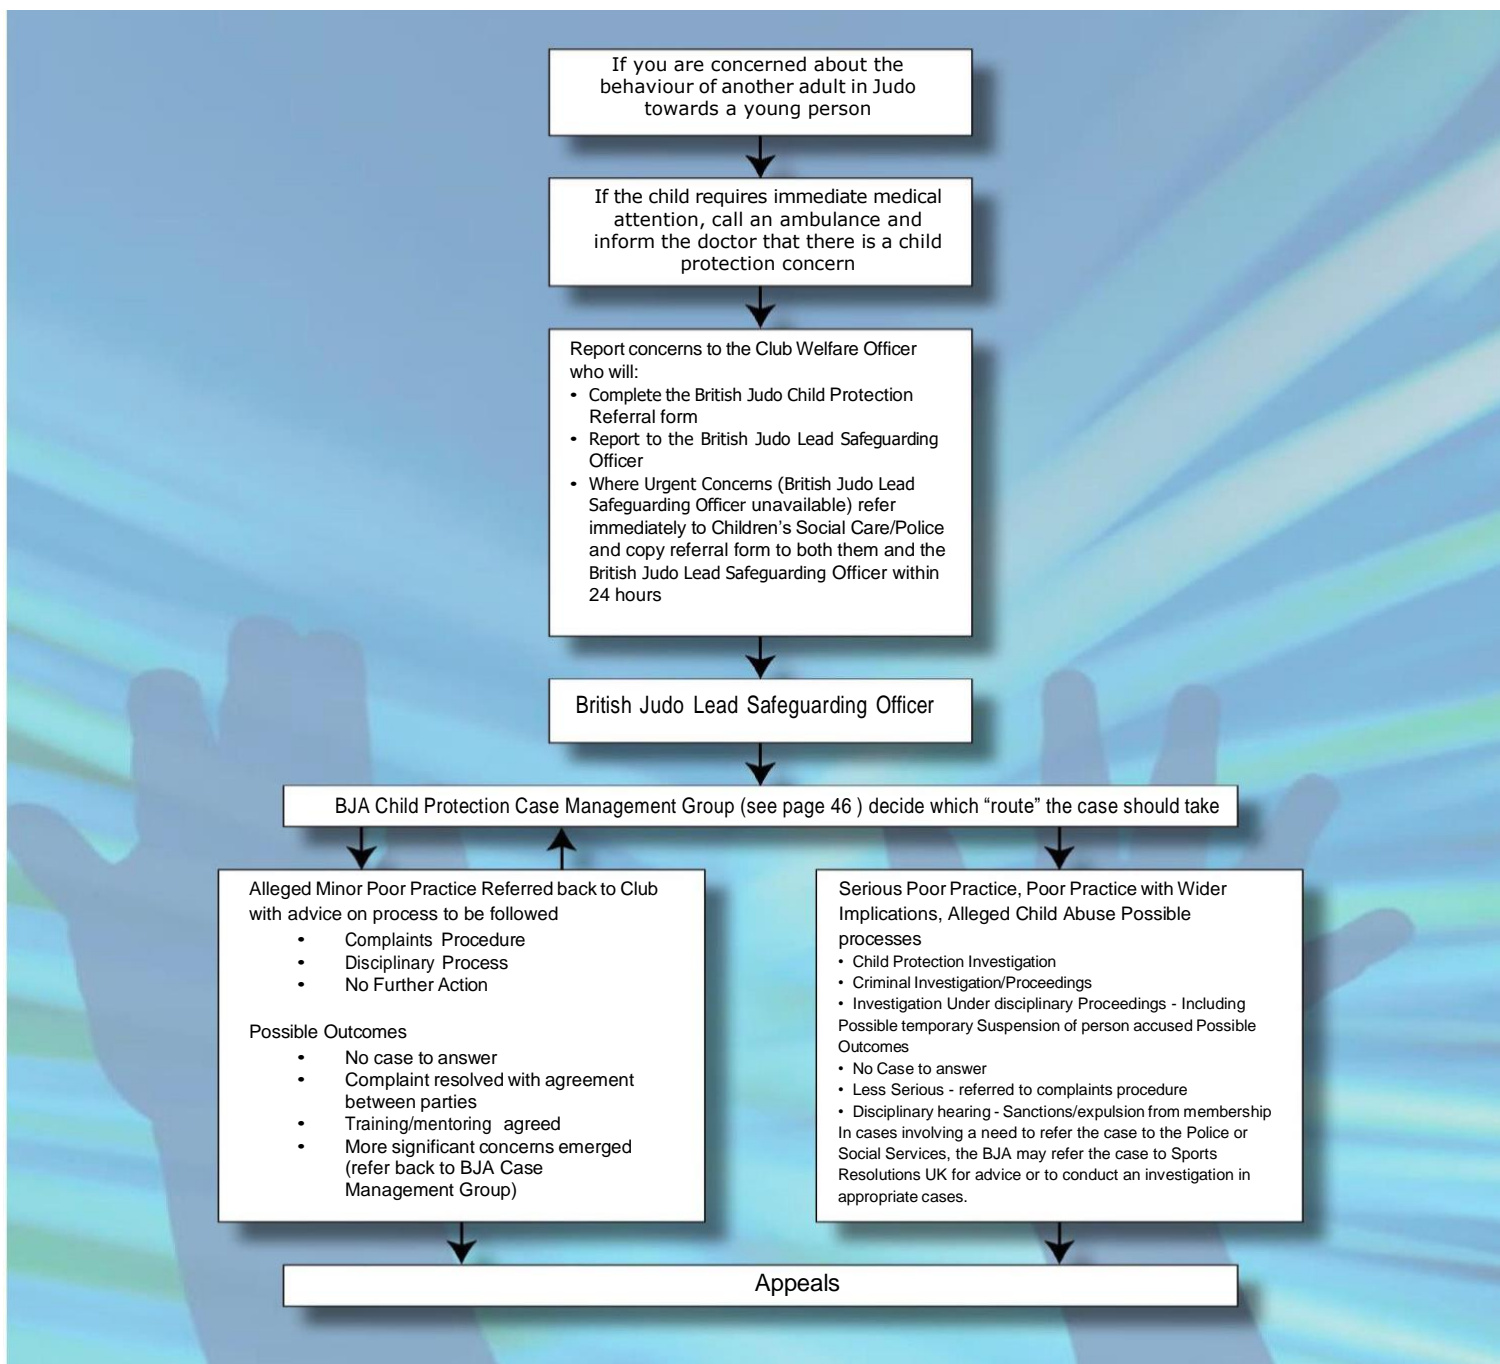 If you are concerned about the
behaviour of another adult in Judo
towards a young person
If the child requires immediate medical
attention, call an ambulance and
inform the doctor that there is a child
protection concern
Report concerns to the Club Welfare Officer
who will:
• Complete the British Judo Child Protection
Referral form
• Report to the British Judo Lead Safeguarding
Officer
• Where Urgent Concerns (British Judo Lead
Safeguarding Officer unavailable) refer
immediately to Children’s Social Care/Police
and copy referral form to both them and the
British Judo Lead Safeguarding Officer within
24 hours
British Judo Lead Safeguarding Officer
BJA Child Protection Case Management Group (see page 46 ) decide which “route” the case should take
Alleged Minor Poor Practice Referred back to Club
with advice on process to be followed
• Complaints Procedure
• Disciplinary Process
• No Further Action
Possible Outcomes
• No case to answer
• Complaint resolved with agreement
between parties
• Training/mentoring agreed
• More significant concerns emerged
(refer back to BJA Case
Management Group)
Serious Poor Practice, Poor Practice with Wider
Implications, Alleged Child Abuse Possible
processes
• Child Protection Investigation
• Criminal Investigation/Proceedings
• Investigation Under disciplinary Proceedings - Including
Possible temporary Suspension of person accused Possible
Outcomes
• No Case to answer
• Less Serious - referred to complaints procedure
• Disciplinary hearing - Sanctions/expulsion from membership
In cases involving a need to refer the case to the Police or
Social Services, the BJA may refer the case to Sports
Resolutions UK for advice or to conduct an investigation in
appropriate cases.
Appeals